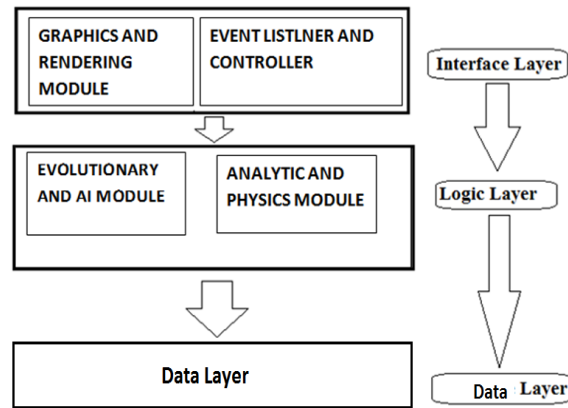 GRAPHICS AND
RENDERING
MODULE
EVENT LISTLNER AND
CONTROLLER
Interface Layer
EVOLUTIONARY
AND AI MODULE
ANALYTIC AND
PHYSICS MODULE
Logic Layer
Data Layer
Data Layer